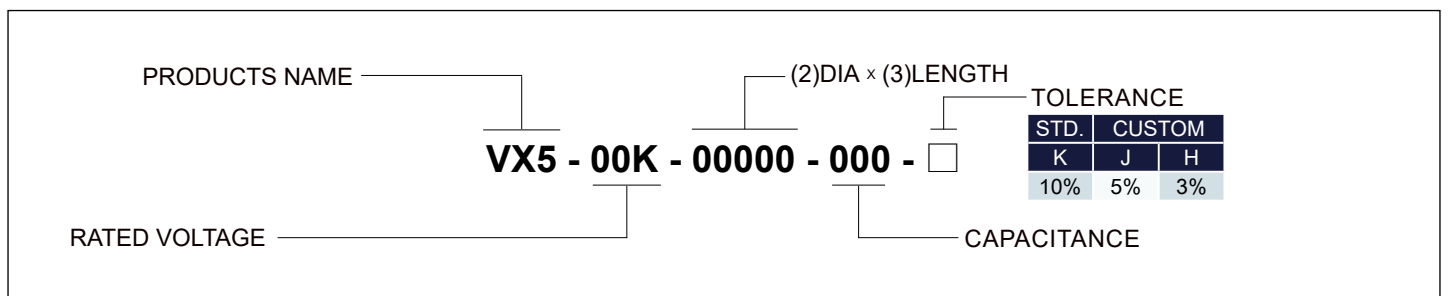 PRODUCTS NAME
(2)DIA x (3)LENGTH
TOLERANCE
STD. CUSTOM
K J H
10% 5% 3%
VX5 - 00K - 00000 - 000 - □
RATED VOLTAGE
CAPACITANCE